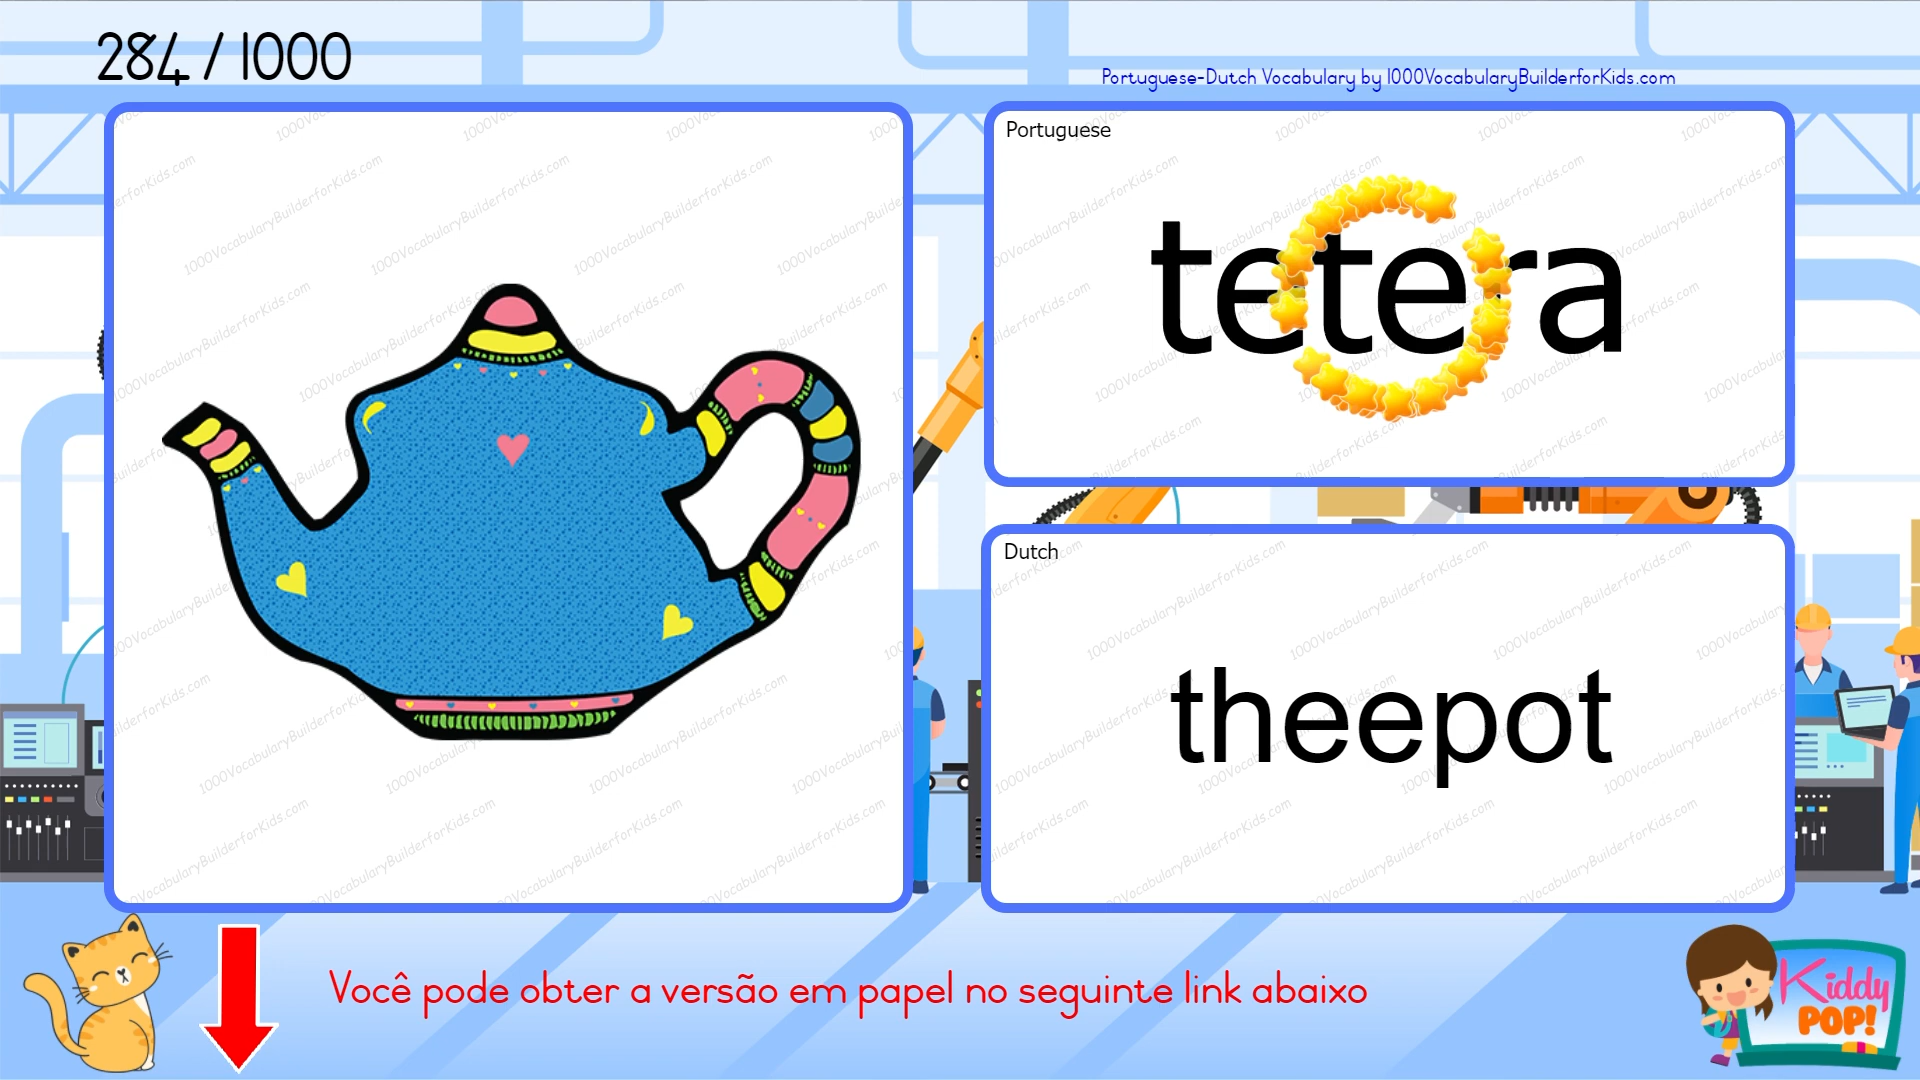 284 / 1000
Portuguese-Dutch Vocabulary by 1000VocabularyBuilderforKids.com
Portuguese
tetera
Dutch
theepot
Você pode obter a versão em papel no seguinte link abaixo
Kiddy
POP!